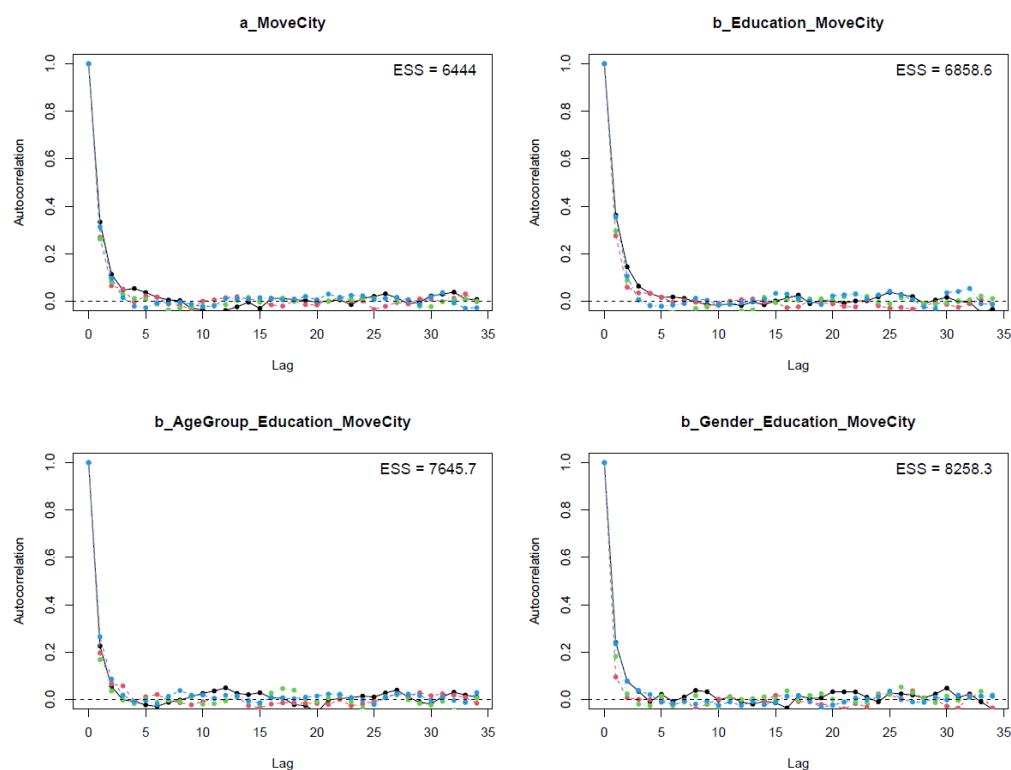 a_MoveCity
ESS = 6444
1.0
0.8
0.6
0.4
0.2
0.0
Autocorrelation
0 5 10 15 20 25 30 35
Lag
b_Education_MoveCity
ESS = 6858.6
1.0
0.8
0.6
0.4
0.2
0.0
Autocorrelation
0 5 10 15 20 25 30 35
Lag
b_AgeGroup_Education_MoveCity
ESS = 7645.7
1.0
0.8
0.6
0.4
0.2
0.0
Autocorrelation
0 5 10 15 20 25 30 35
Lag
b_Gender_Education_MoveCity
ESS = 8258.3
1.0
0.8
0.6
0.4
0.2
0.0
Autocorrelation
0 5 10 15 20 25 30 35
Lag